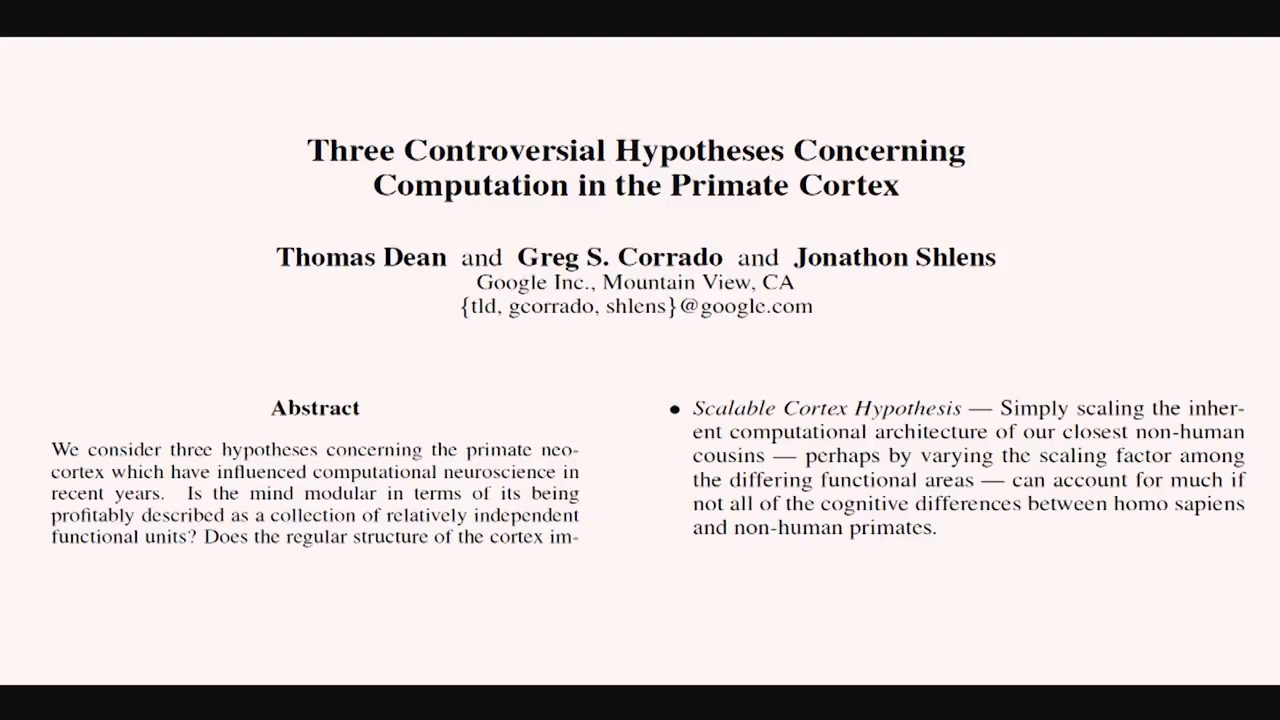 Three Controversial Hypotheses Concerning
Computation in the Primate Cortex
Thomas Dean and Greg S. Corrado and Jonathon Shlens
Google Inc., Mountain View, CA
{tld, gcorrado, shlens}@google.com
Abstract
We consider three hypotheses concerning the primate neo-
cortex which have influenced computational neuroscience in
recent years. Is the mind modular in terms of its being
profitably described as a collection of relatively independent
functional units? Does the regular structure of the cortex im-
• Scalable Cortex Hypothesis — Simply scaling the inher-
ent computational architecture of our closest non-human
cousins — perhaps by varying the scaling factor among
the differing functional areas — can account for much if
not all of the cognitive differences between homo sapiens
and non-human primates.